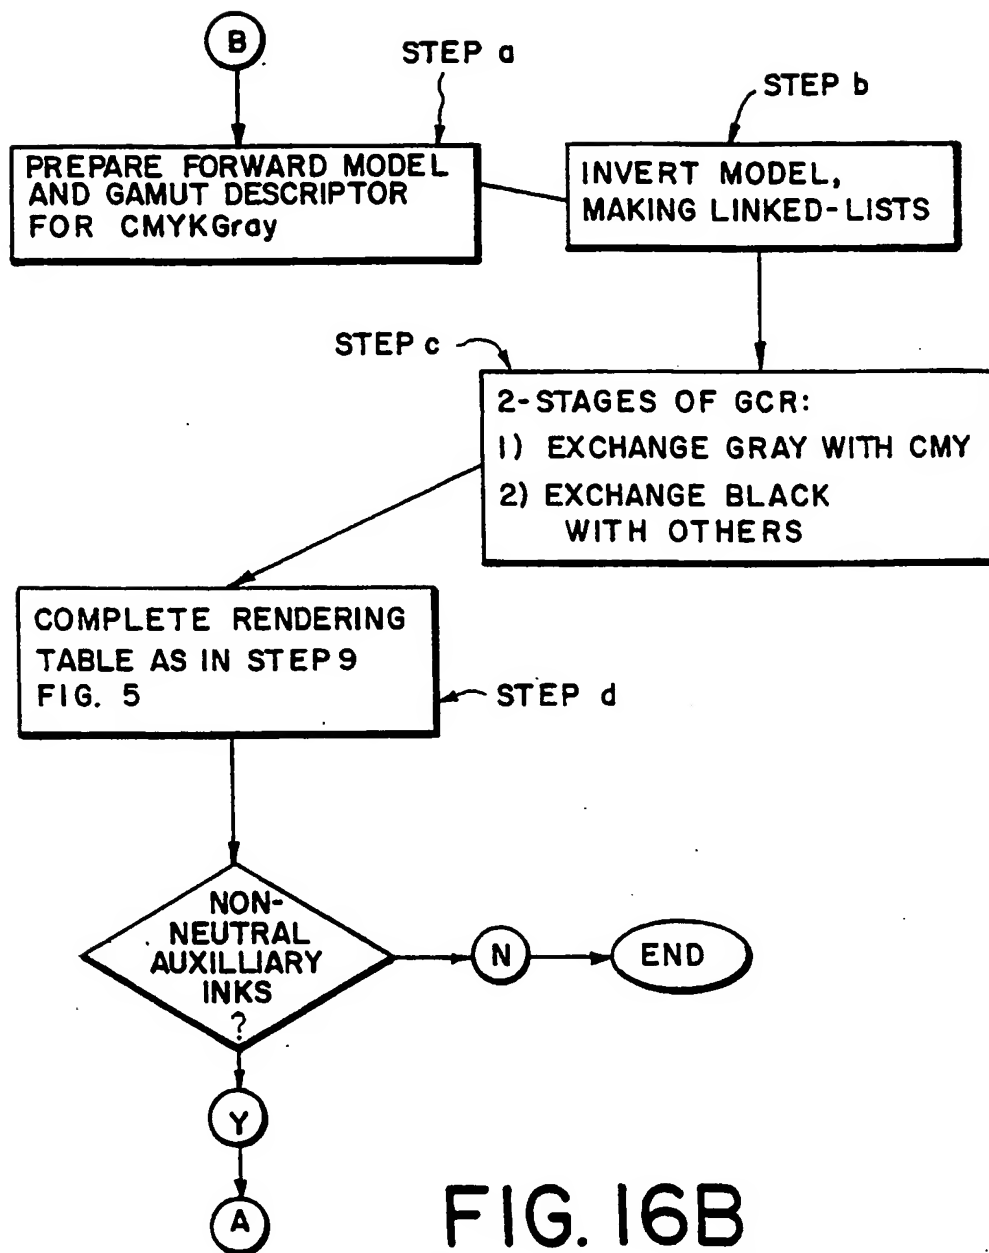 B
STEP a
STEP b
PREPARE FORWARD MODEL
AND GAMUT DESCRIPTOR
FOR CMYKGray
INVERT MODEL,
MAKING LINKED-LISTS
STEP c
2-STAGES OF GCR:
1) EXCHANGE GRAY WITH CMY
2) EXCHANGE BLACK
WITH OTHERS
COMPLETE RENDERING
TABLE AS IN STEP 9
FIG. 5
STEP d
NON-
NEUTRAL
AUXILLIARY
INKS
?
N
END
Y
A
FIG. 16B